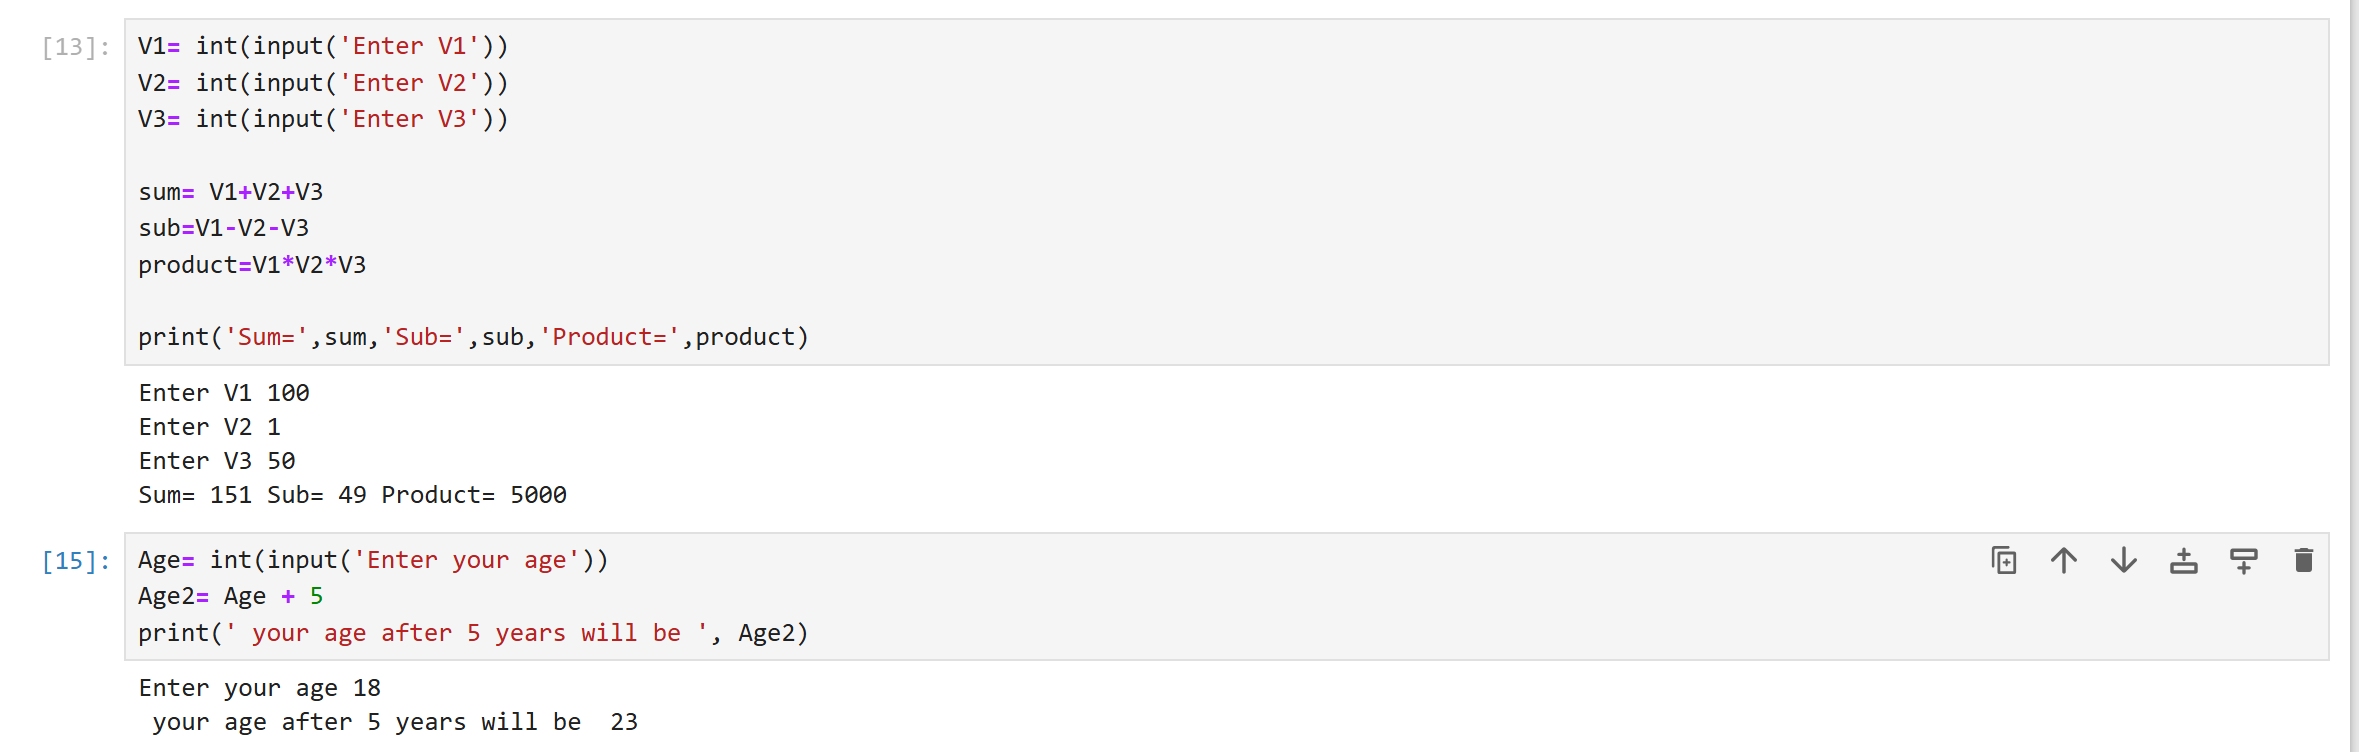 [13]: V1= int(input('Enter V1'))
V2= int(input('Enter V2'))
V3= int(input('Enter V3'))
sum= V1+V2+V3
sub=V1-V2-V3
product=V1*V2*V3
print('Sum=',sum,'Sub=',sub,'Product=',product)
Enter V1 100
Enter V2 1
Enter V3 50
Sum= 151 Sub= 49 Product= 5000
[15]: Age= int(input('Enter your age'))
Age2= Age + 5
print(' your age after 5 years will be ', Age2)
Enter your age 18
 your age after 5 years will be  23